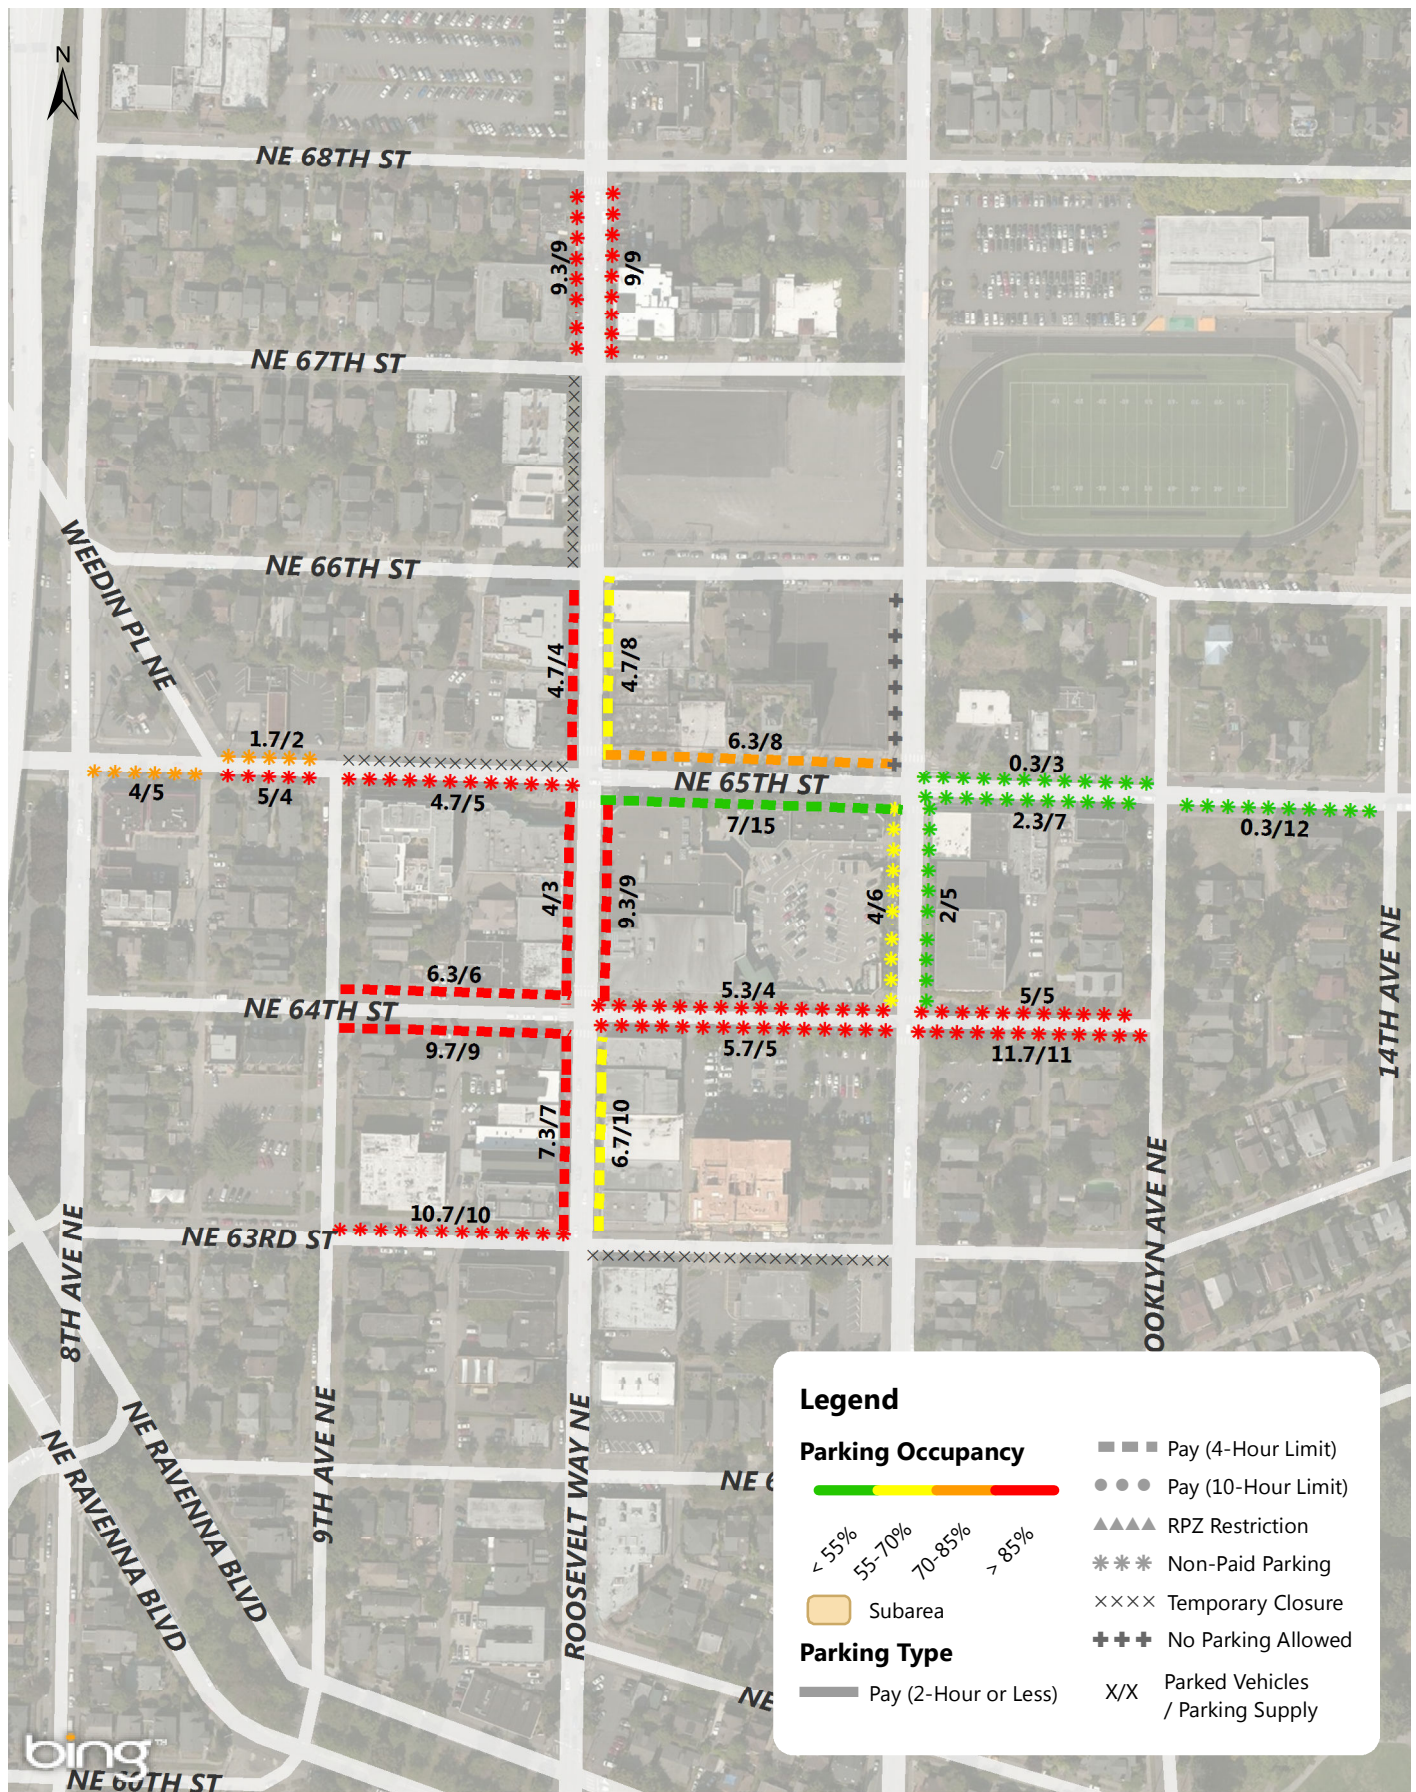 N
NE 68TH ST
9.3/9
9/9
NE 67TH ST
WEEDIN PL NE
NE 66TH ST
4.7/4
4.7/8
1.7/2
6.3/8
0.3/3
NE 65TH ST
4/5
5/4
4.7/5
7/15
2.3/7
0.3/12
4/3
9.3/9
4/6
2/5
14TH AVE NE
6.3/6
5.3/4
5/5
NE 64TH ST
9.7/9
5.7/5
11.7/11
7.3/7
6.7/10
10.7/10
NE 63RD ST
8TH AVE NE
OOKLYN AVE NE
9TH AVE NE
NE RAVENNA BLVD
NE RAVENNA BLVD
ROOSEVELT WAY NE
NE 6
NE
Legend
Parking Occupancy
< 55%
55-70%
70-85%
> 85%
Subarea
Parking Type
Pay (2-Hour or Less)
Pay (4-Hour Limit)
Pay (10-Hour Limit)
RPZ Restriction
Non-Paid Parking
Temporary Closure
No Parking Allowed
X/X
Parked Vehicles
/ Parking Supply
bing
NE 60TH ST